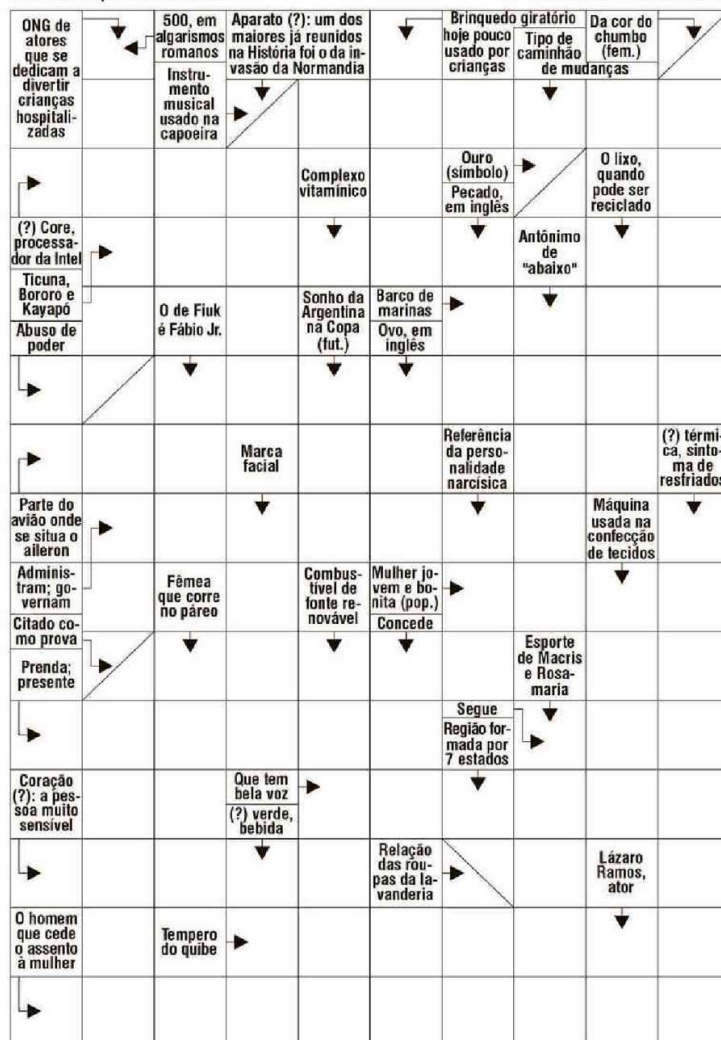 ONG de
atores
que se
dedicam a
divertir
crianças
hospitali-
zadas
500, em
algarismos
romanos
Instru-
mento
musical
usado na
capoeira
Aparato (?): um dos
maiores já reunidos
na História foi o da in-
vasão da Normandia
Brinquedo giratório
hoje pouco
usado por
crianças
Tipo de
caminhão
de mudanças
Da cor do
chumbo
(fem.)
Complexo
vitamínico
Ouro
(símbolo)
Pecado,
em inglês
O lixo,
quando
pode ser
reciclado
(?) Core,
processa-
dor da Intel
Ticuna,
Bororo e
Kayapó
Antônimo
de
"abaixo"
Abuso de
poder
O de Fiuk
é Fábio Jr.
Sonho da
Argentina
na Copa
(fut.)
Barco de
marinas
Ovo, em
inglês
Marca
facial
Referência
da perso-
nalidade
narcísica
(?) térmi-
ca, sinto-
ma de
resfriados
Parte do
avião onde
se situa o
aileron
Máquina
usada na
confecção
de tecidos
Adminis-
tram; go-
vernam
Fêmea
que corre
no páreo
Combus-
tível de
fonte re-
novável
Mulher jo-
vem e bo-
nita (pop.)
Concede
Citado co-
mo prova
Prenda;
presente
Esporte
de Macris
e Rosa-
maria
Segue
Região for-
mada por
7 estados
Coração
(?): a pes-
soa muito
sensível
Que tem
bela voz
(?) verde,
bebida
Relação
das rou-
pas da la-
vanderia
Lázaro
Ramos,
ator
O homem
que cede
o assento
à mulher
Tempero
do quibe